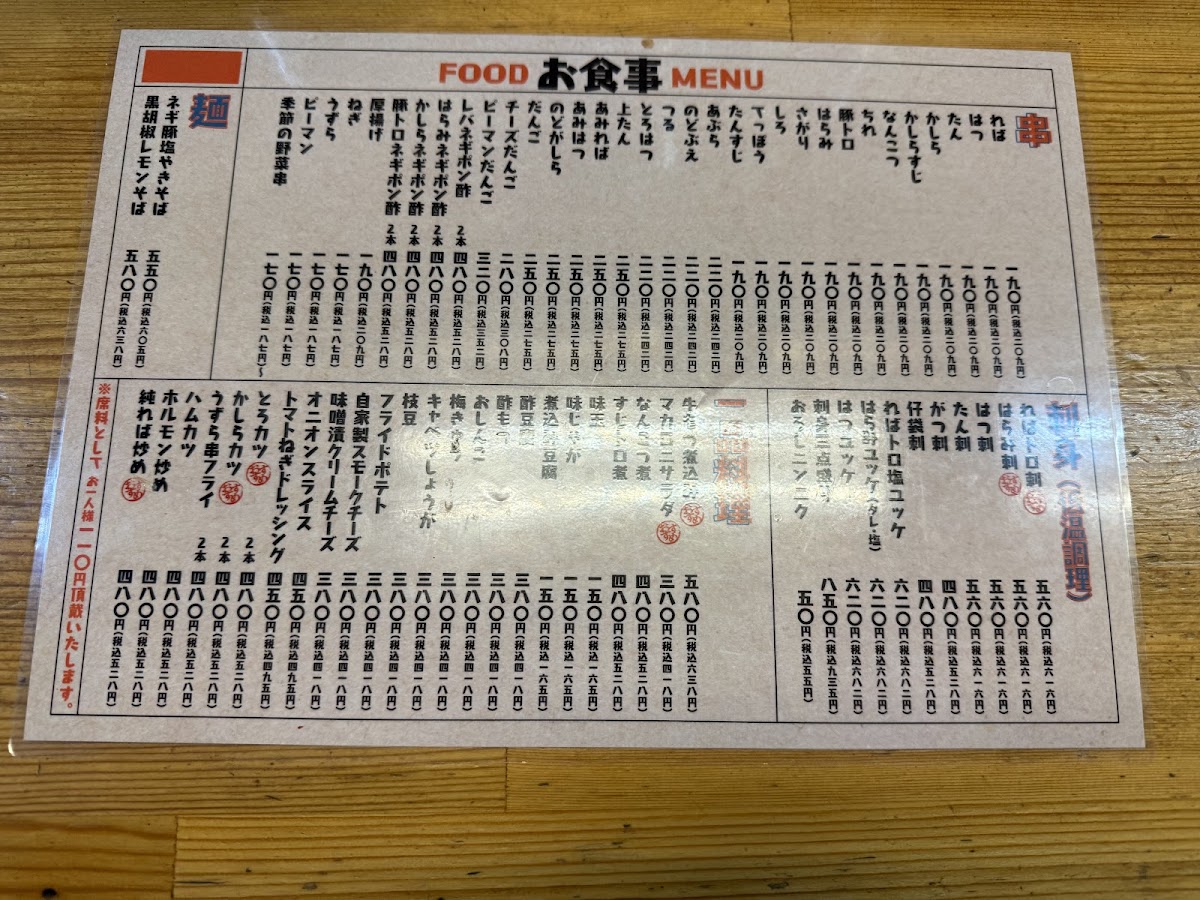 FOOD お食事 MENU
串
れば 一九〇円(税込二〇九円)
はつ 一九〇円(税込二〇九円)
たん 一九〇円(税込二〇九円)
かしら 一九〇円(税込二〇九円)
かしらすじ 一九〇円(税込二〇九円)
なんこつ 一九〇円(税込二〇九円)
ちれ 一九〇円(税込二〇九円)
豚トロ 一九〇円(税込二〇九円)
はらみ 一九〇円(税込二〇九円)
さがり 一九〇円(税込二〇九円)
しろ 一九〇円(税込二〇九円)
てっぽう 一九〇円(税込二〇九円)
たんすじ 一九〇円(税込二〇九円)
あぶら 二二〇円(税込二四二円)
のどぶえ 二二〇円(税込二四二円)
つる 二二〇円(税込二四二円)
とろはつ 二二〇円(税込二四二円)
上たん 二五〇円(税込二七五円)
あみれば 二五〇円(税込二七五円)
あみはつ 二五〇円(税込二七五円)
のどがしら 二五〇円(税込二七五円)
だんご 二五〇円(税込二七五円)
チーズだんご 二八〇円(税込三〇八円)
ピーマンだんご 三二〇円(税込三五二円)
レバネギポン酢 2本 四八〇円(税込五二八円)
はらみネギポン酢 2本 四八〇円(税込五二八円)
かしらネギポン酢 2本 四八〇円(税込五二八円)
豚トロネギポン酢 2本 四八〇円(税込五二八円)
厚揚げ 一九〇円(税込二〇九円)
ねぎ 一七〇円(税込一八七円)
うずら 一七〇円(税込一八七円)
ピーマン 一七〇円(税込一八七円)
季節の野菜串 一七〇円(税込一八七円)〜
麺
ネギ豚塩やきそば 五五〇円(税込六〇五円)
黒胡椒レモンそば 五八〇円(税込六三八円)
刺身(低温調理)
ればトロ刺 五六〇円(税込六一六円)
はらみ刺 五六〇円(税込六一六円)
はつ刺 五六〇円(税込六一六円)
たん刺 五六〇円(税込六一六円)
がつ刺 四八〇円(税込五二八円)
仔袋刺 四八〇円(税込五二八円)
ればトロ塩ユッケ 六二〇円(税込六八二円)
はらみユッケ(タレ・塩) 六二〇円(税込六八二円)
はつユッケ 六二〇円(税込六八二円)
刺身三点盛り 八五〇円(税込九三五円)
おろしニンニク 五〇円(税込五五円)
一品料理
牛もつ煮込み 五八〇円(税込六三八円)
マカロニサラダ 三八〇円(税込四一八円)
なんこつ煮 四八〇円(税込五二八円)
すじトロ煮 四八〇円(税込五二八円)
味玉 一五〇円(税込一六五円)
味じゃが 一五〇円(税込一六五円)
煮込み豆腐 一五〇円(税込一六五円)
酢豆腐 三八〇円(税込四一八円)
酢もつ 三八〇円(税込四一八円)
おしんこ 三八〇円(税込四一八円)
三八〇円(税込四一八円)
キャベツしょうが 三八〇円(税込四一八円)
枝豆 三八〇円(税込四一八円)
フライドポテト 三八〇円(税込四一八円)
自家製スモークチーズ 三八〇円(税込四一八円)
味噌漬クリームチーズ 三八〇円(税込四一八円)
オニオンスライス 四五〇円(税込四九五円)
トマトねぎドレッシング 四五〇円(税込四九五円)
とろカツ 2本 四八〇円(税込五二八円)
かしらカツ 2本 四八〇円(税込五二八円)
うずら串フライ 2本 四八〇円(税込五二八円)
ハムカツ 四八〇円(税込五二八円)
ホルモン炒め 四八〇円(税込五二八円)
純れば炒め 四八〇円(税込五二八円)
※席料としてお一人様一一〇円頂戴いたします。